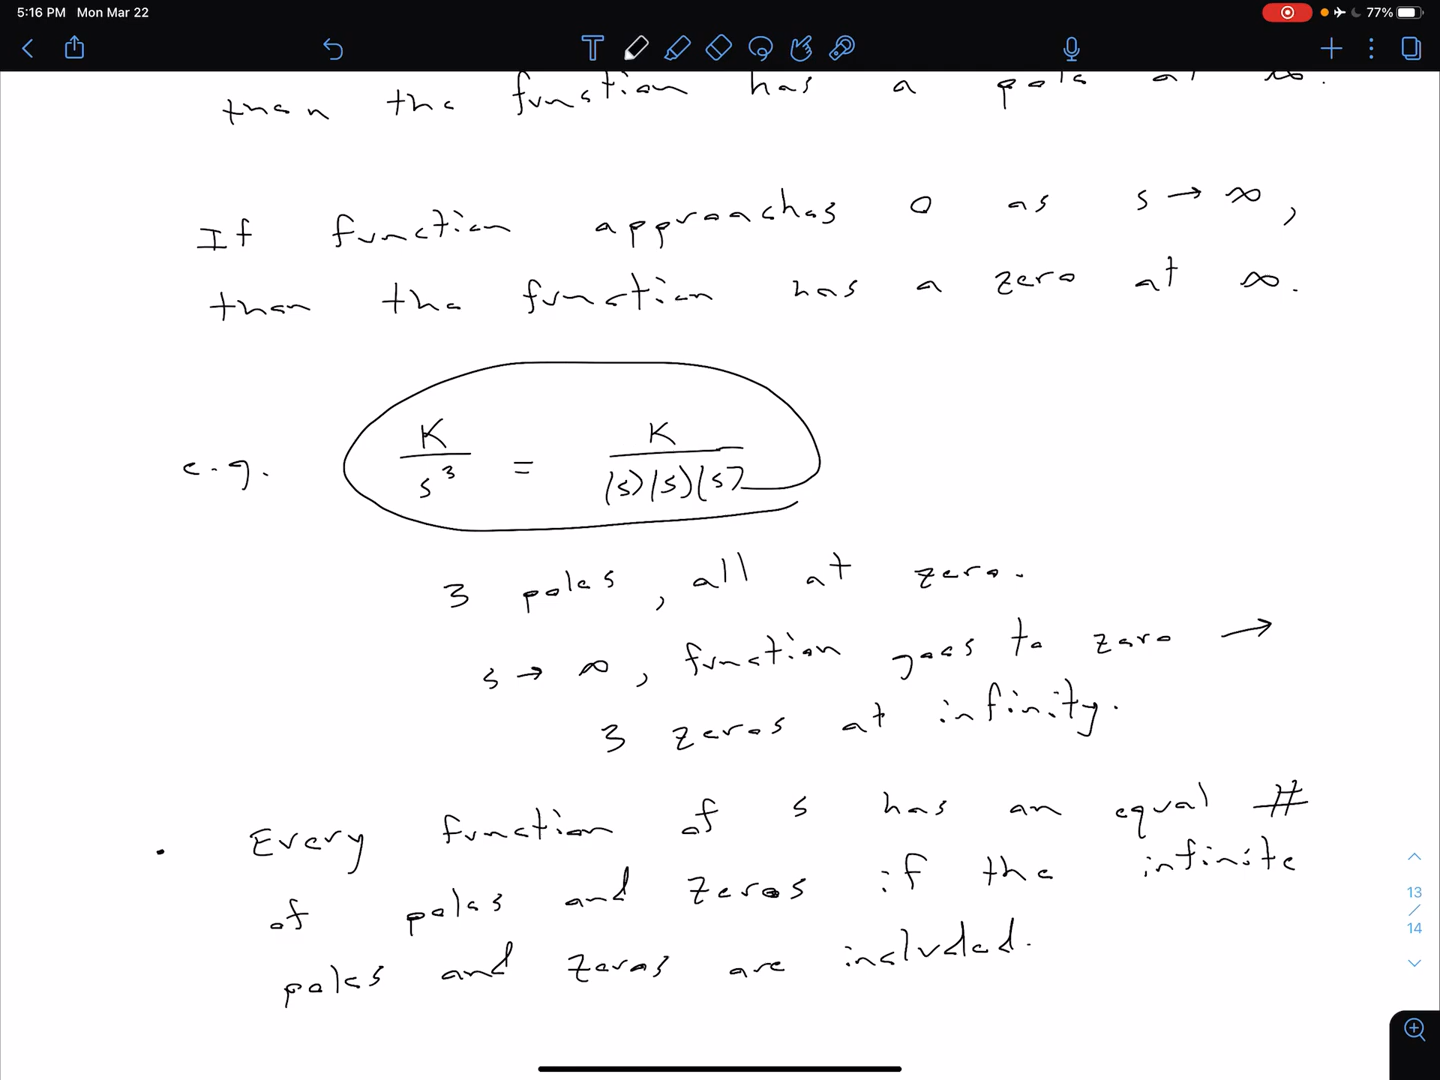 5:16 PM Mon Mar 22
77%
than the function has a pole at ∞.
If function approaches 0 as s → ∞,
than the function has a zero at ∞.
e.g. K/s³ = K/(s)(s)(s)
3 poles, all at zero.
s → ∞, function goes to zero →
3 zeros at infinity.
. Every function of s has an equal #
of poles and zeros if the infinite
poles and zeros are included.
13
/
14